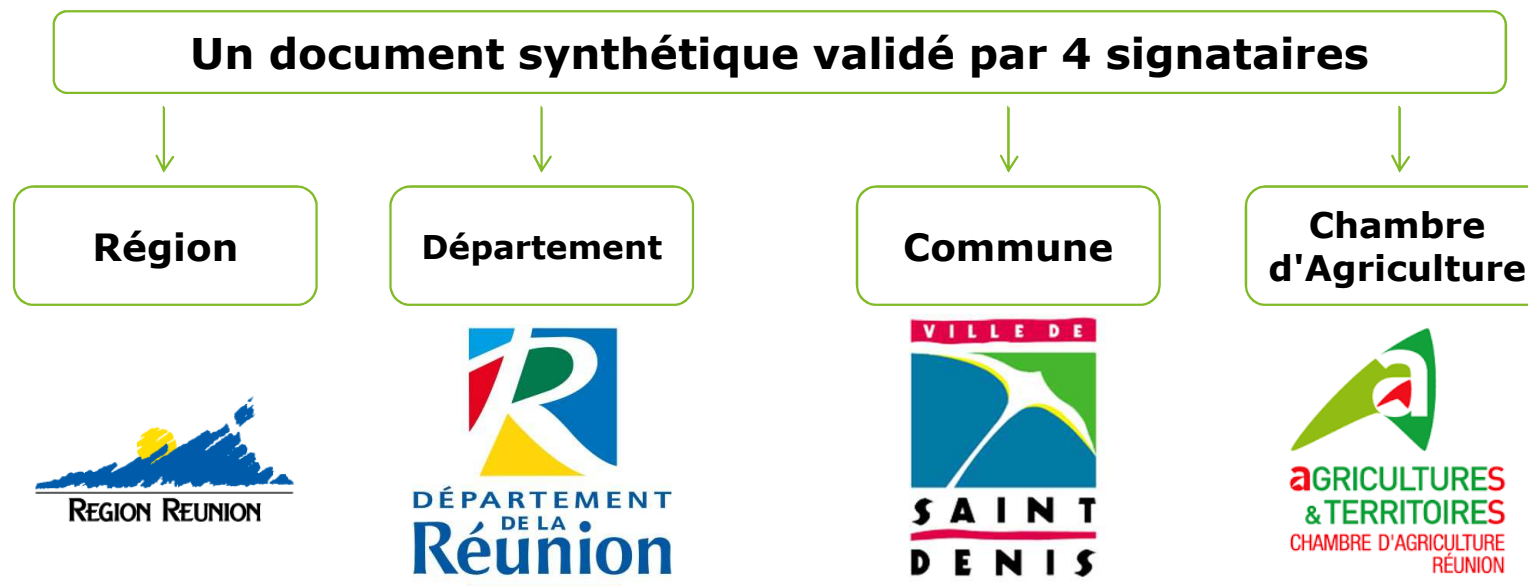 Un document synthétique validé par 4 signataires
Région
Département
Commune
Chambre
d'Agriculture
REGION REUNION
DÉPARTEMENT
DE LA
Réunion
VILLE DE
SAINT
DENIS
a
aGRICULTURES
& TERRITOIRES
CHAMBRE D'AGRICULTURE
RÉUNION